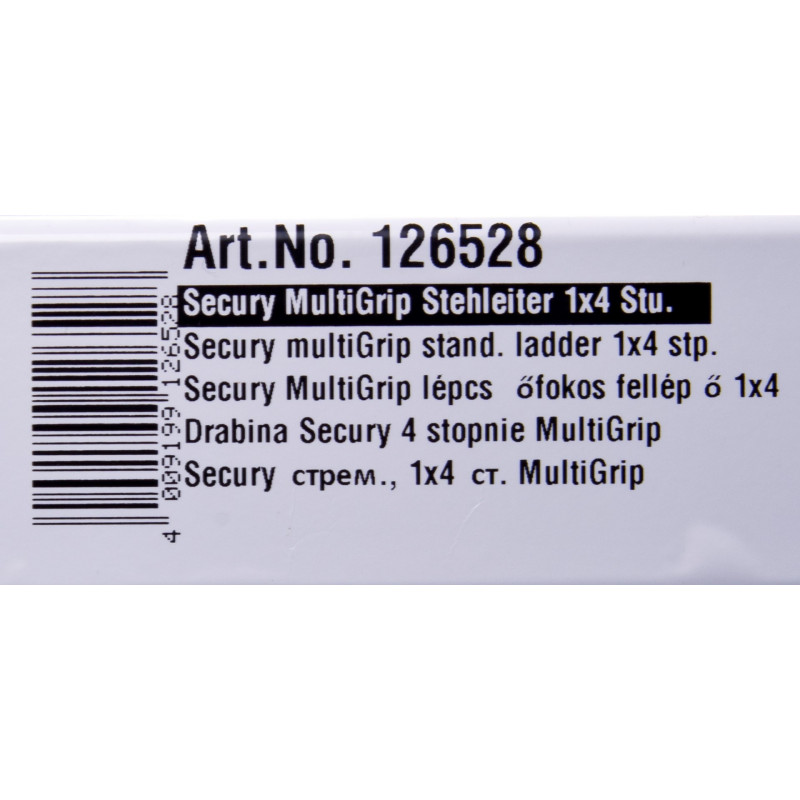 Art.No. 126528
Secury MultiGrip Stehleiter 1x4 Stu.
Secury multiGrip stand. ladder 1x4 stp.
Secury MultiGrip lépcs őfokos fellép ő 1x4
Drabina Secury 4 stopnie MultiGrip
Secury стрем., 1x4 ст. MultiGrip
4 009199 126528